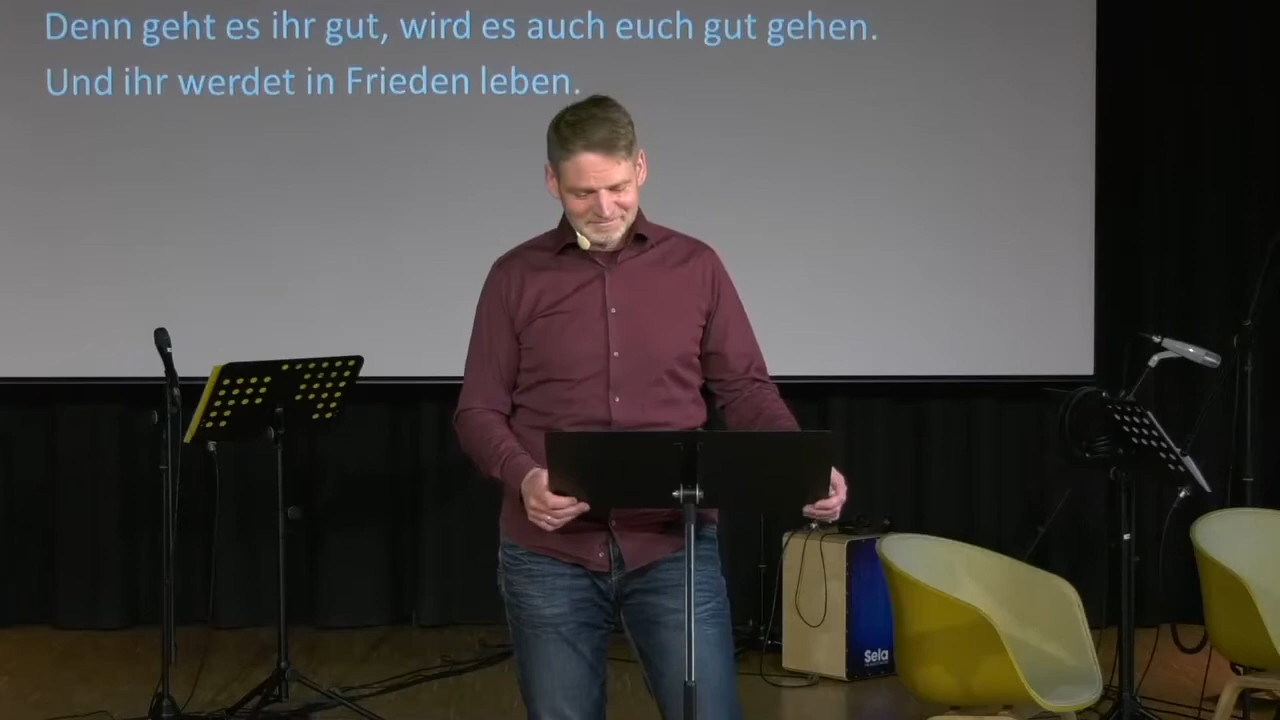 Denn geht es ihr gut, wird es auch euch gut gehen.
Und ihr werdet in Frieden leben.
Sela